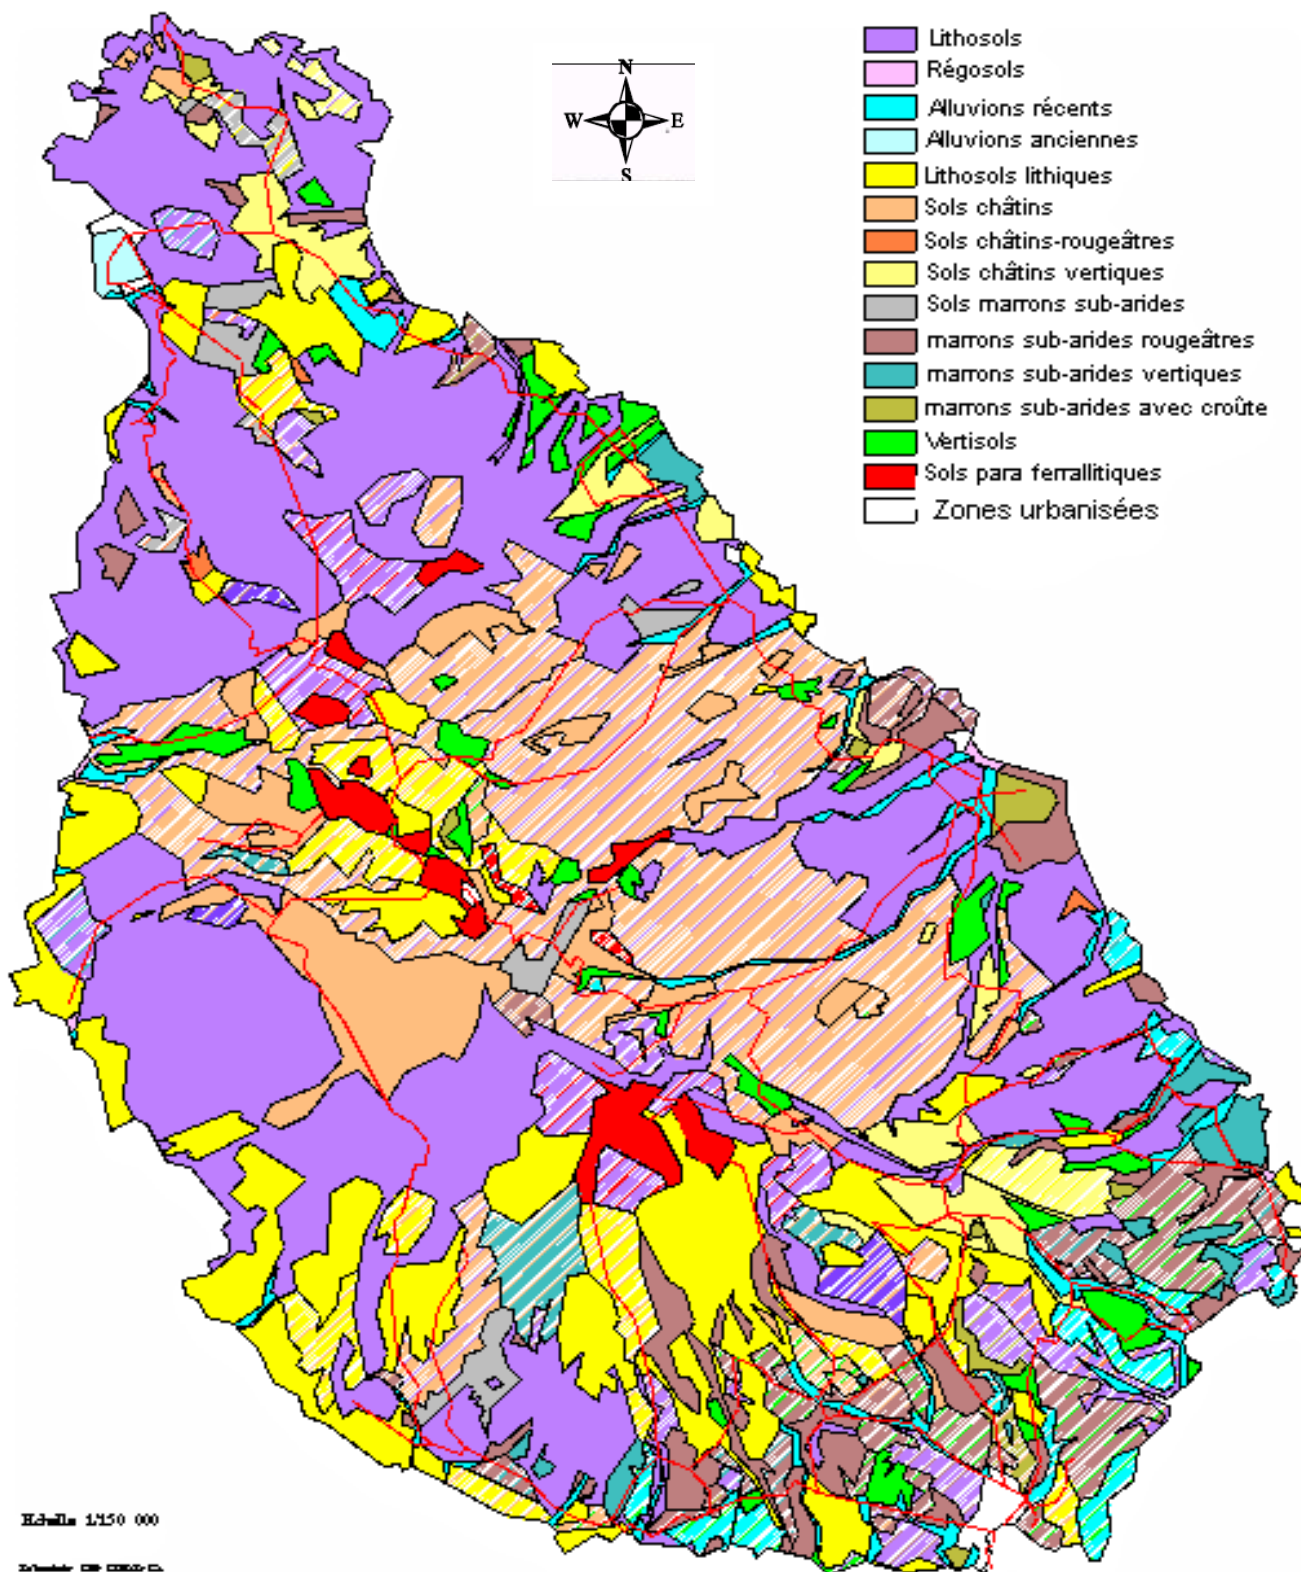 N
W E
S
Lithosols
Régosols
Alluvions récents
Alluvions anciennes
Lithosols lithiques
Sols châtins
Sols châtins-rougeâtres
Sols châtins vertiques
Sols marrons sub-arides
marrons sub-arides rougeâtres
marrons sub-arides vertiques
marrons sub-arides avec croûte
Vertisols
Sols para ferrallitiques
Zones urbanisées
1/150 000